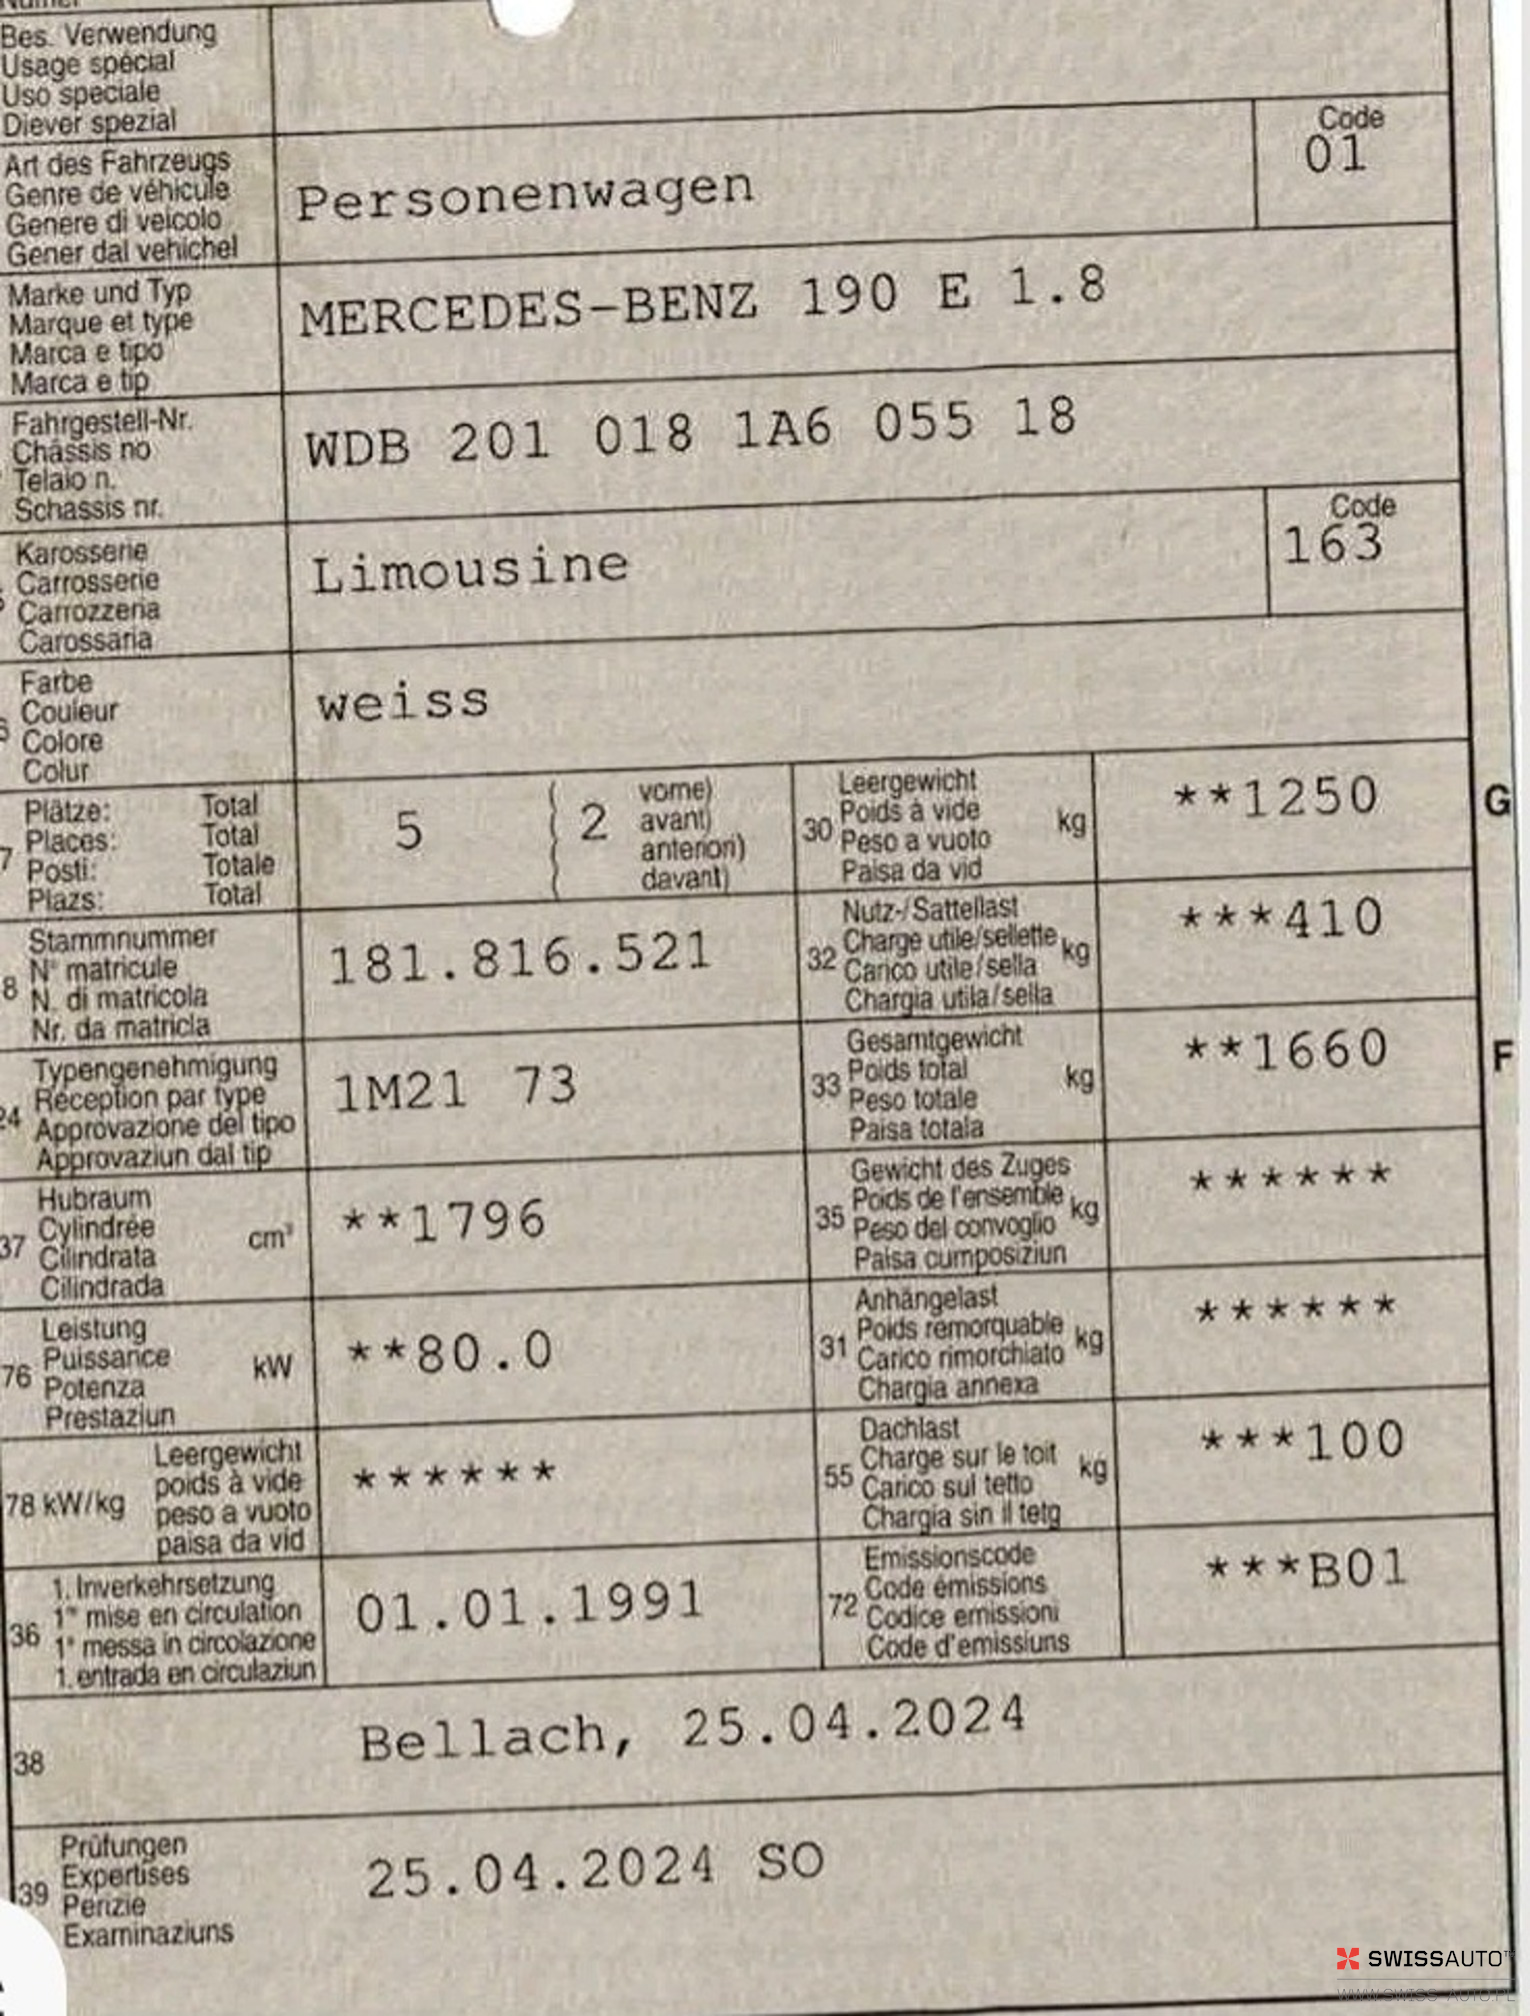 Bes. Verwendung
Usage spécial
Uso speciale
Diever spezial
Art des Fahrzeugs
Genre de véhicule
Genere di veicolo
Gener dal vehichel
Personenwagen
Code
01
Marke und Typ
Marque et type
Marca e tipo
Marca e tip
MERCEDES-BENZ 190 E 1.8
Fahrgestell-Nr.
Châssis no
Telaio n.
Schassis nr.
WDB 201 018 1A6 055 18
Karosserie
Carrosserie
Carrozzeria
Carossaria
Limousine
Code
163
Farbe
Couleur
Colore
Colur
weiss
7
Plätze: Total
Places: Total
Posti: Totale
Plazs: Total
5
2
vorne)
avant)
anteriori)
davant)
30
Leergewicht
Poids à vide
Peso a vuoto
Paisa da vid
kg
**1250
G
8
Stammnummer
N° matricule
N. di matricola
Nr. da matricla
181.816.521
32
Nutz-/Sattellast
Charge utile/sellette
Carico utile/sella
Chargia utila/sella
kg
***410
24
Typengenehmigung
Réception par type
Approvazione del tipo
Approvaziun dal tip
1M21 73
33
Gesamtgewicht
Poids total
Peso totale
Paisa totala
kg
**1660
F
37
Hubraum
Cylindrée
Cilindrata
Cilindrada
cm³
**1796
35
Gewicht des Zuges
Poids de l'ensemble
Peso del convoglio
Paisa cumposiziun
kg
******
76
Leistung
Puissance
Potenza
Prestaziun
kW
**80.0
31
Anhängelast
Poids remorquable
Carico rimorchiato
Chargia annexa
kg
******
78 kW/kg
Leergewicht
poids à vide
peso a vuoto
paisa da vid
******
55
Dachlast
Charge sur le toit
Carico sul tetto
Chargia sin il tetg
kg
***100
36
1. Inverkehrsetzung
1re mise en circulation
1a messa in circolazione
1. entrada en circulaziun
01.01.1991
72
Emissionscode
Code émissions
Codice emissioni
Code d'emissiuns
***B01
38
Bellach, 25.04.2024
39
Prüfungen
Expertises
Perizie
Examinaziuns
25.04.2024 SO
SWISSAUTO
WWW.SWISS-AUTO.PL